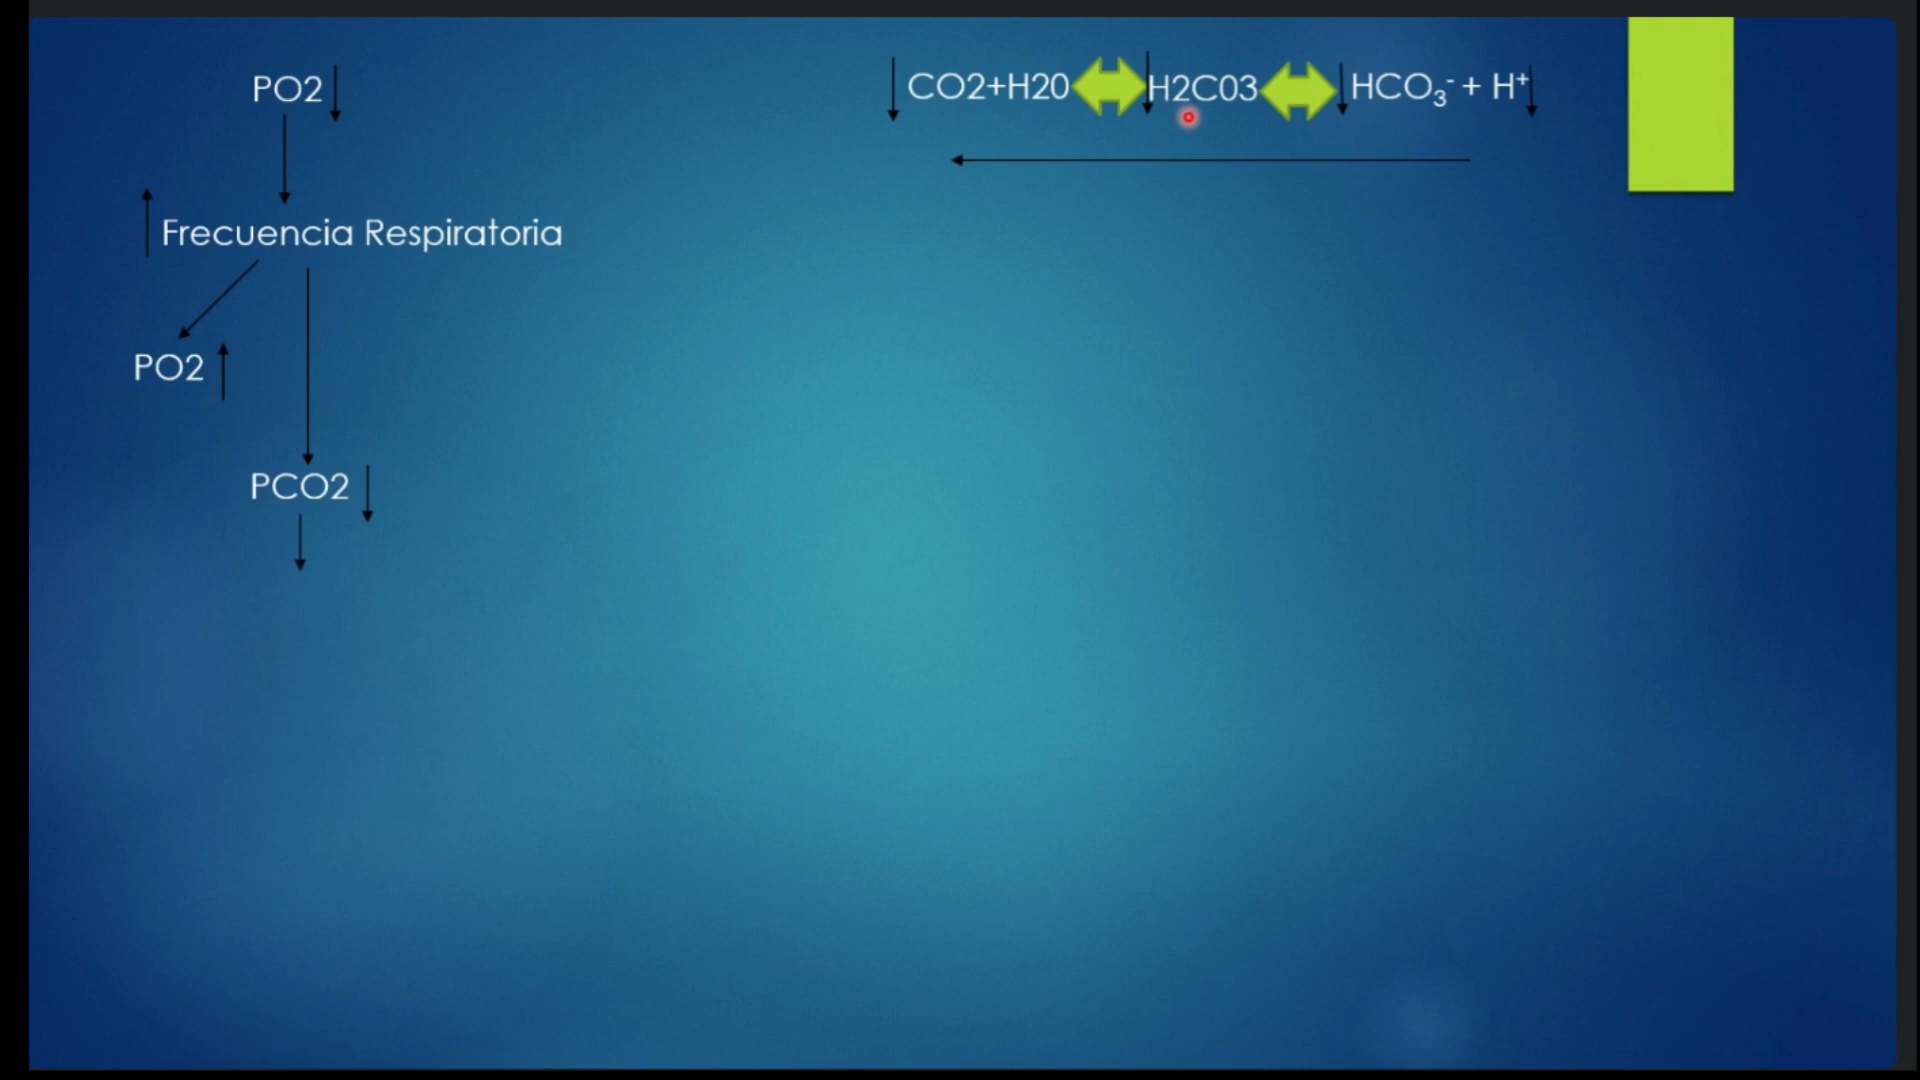 PO2
CO2+H20 H2C03 HCO₃⁻ + H⁺
Frecuencia Respiratoria
PO2
PCO2